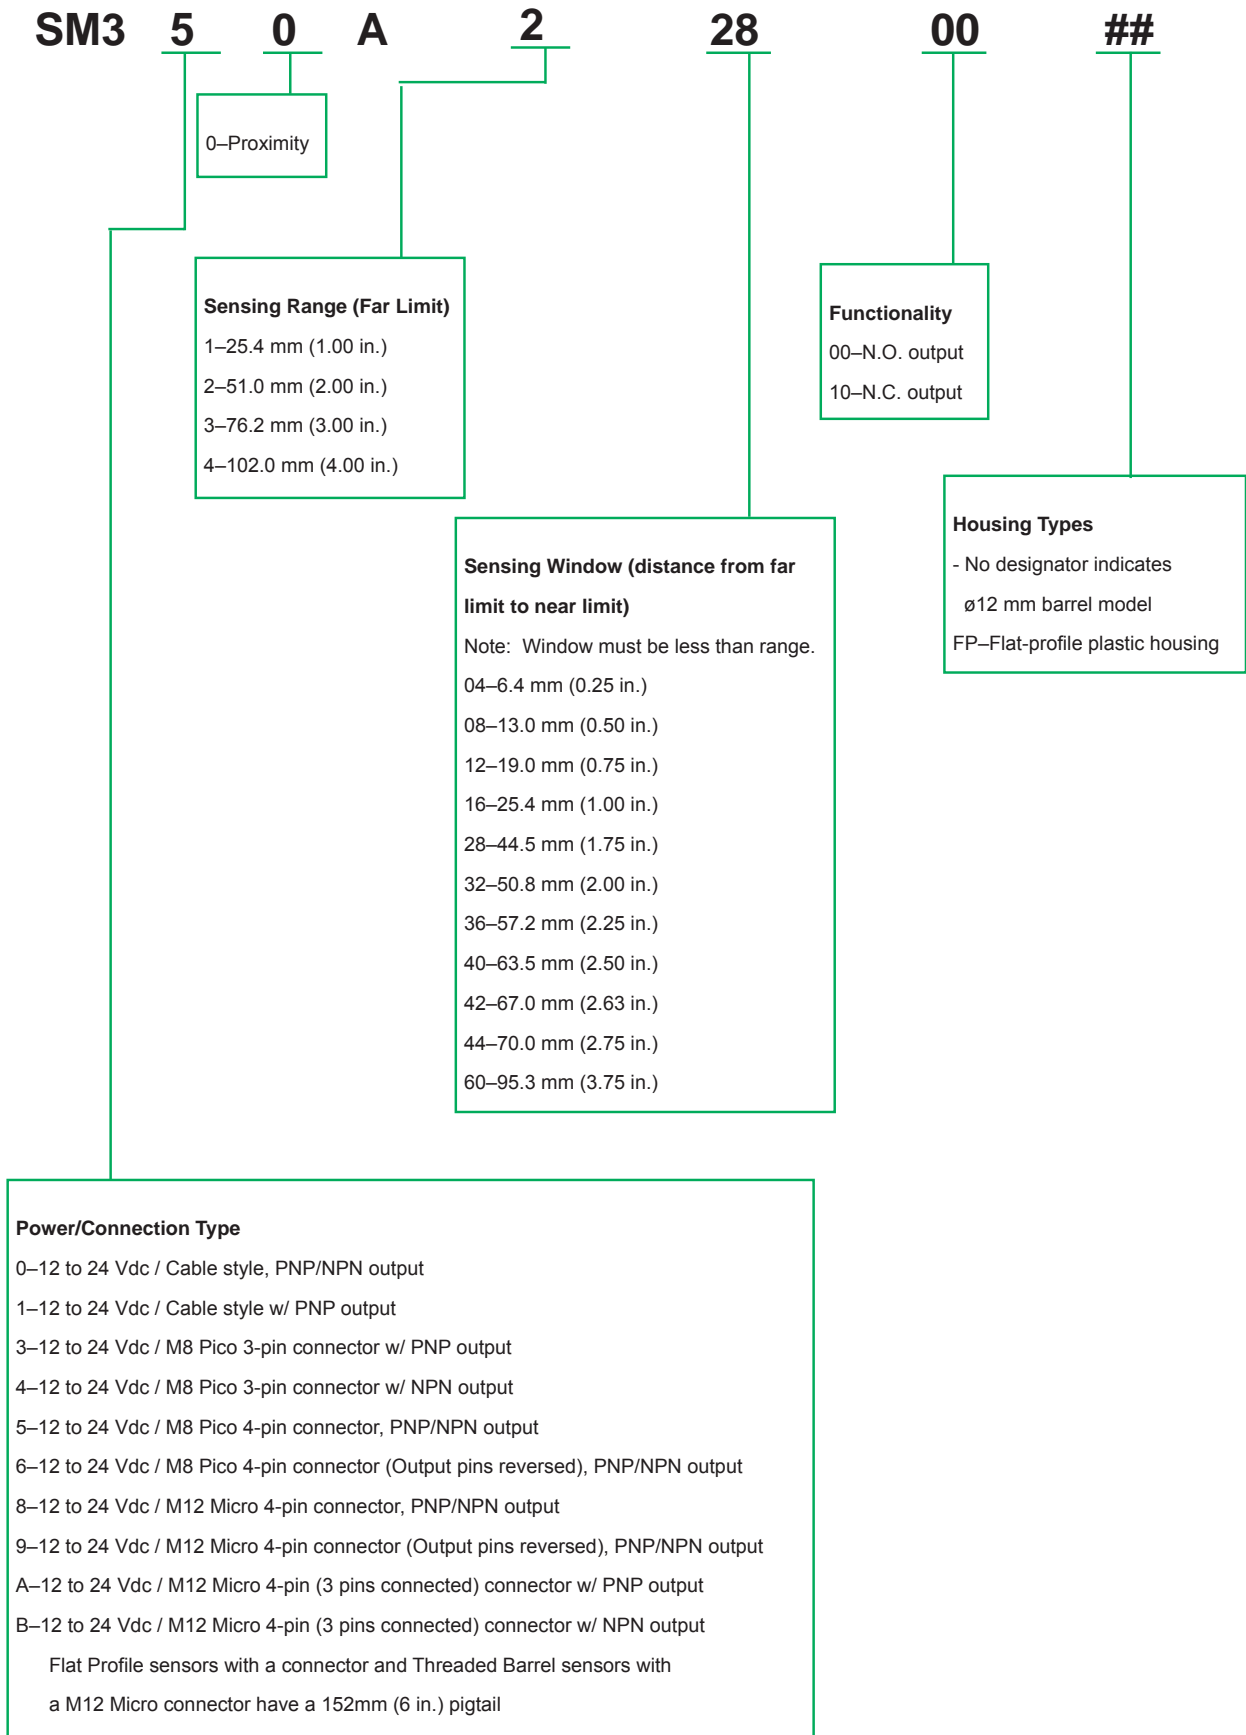 SM3 5 0 A 2 28 00 ##
0–Proximity
Sensing Range (Far Limit)
1–25.4 mm (1.00 in.)
2–51.0 mm (2.00 in.)
3–76.2 mm (3.00 in.)
4–102.0 mm (4.00 in.)
Functionality
00–N.O. output
10–N.C. output
Housing Types
- No designator indicates
ø12 mm barrel model
FP–Flat-profile plastic housing
Sensing Window (distance from far
limit to near limit)
Note: Window must be less than range.
04–6.4 mm (0.25 in.)
08–13.0 mm (0.50 in.)
12–19.0 mm (0.75 in.)
16–25.4 mm (1.00 in.)
28–44.5 mm (1.75 in.)
32–50.8 mm (2.00 in.)
36–57.2 mm (2.25 in.)
40–63.5 mm (2.50 in.)
42–67.0 mm (2.63 in.)
44–70.0 mm (2.75 in.)
60–95.3 mm (3.75 in.)
Power/Connection Type
0–12 to 24 Vdc / Cable style, PNP/NPN output
1–12 to 24 Vdc / Cable style w/ PNP output
3–12 to 24 Vdc / M8 Pico 3-pin connector w/ PNP output
4–12 to 24 Vdc / M8 Pico 3-pin connector w/ NPN output
5–12 to 24 Vdc / M8 Pico 4-pin connector, PNP/NPN output
6–12 to 24 Vdc / M8 Pico 4-pin connector (Output pins reversed), PNP/NPN output
8–12 to 24 Vdc / M12 Micro 4-pin connector, PNP/NPN output
9–12 to 24 Vdc / M12 Micro 4-pin connector (Output pins reversed), PNP/NPN output
A–12 to 24 Vdc / M12 Micro 4-pin (3 pins connected) connector w/ PNP output
B–12 to 24 Vdc / M12 Micro 4-pin (3 pins connected) connector w/ NPN output
Flat Profile sensors with a connector and Threaded Barrel sensors with
a M12 Micro connector have a 152mm (6 in.) pigtail